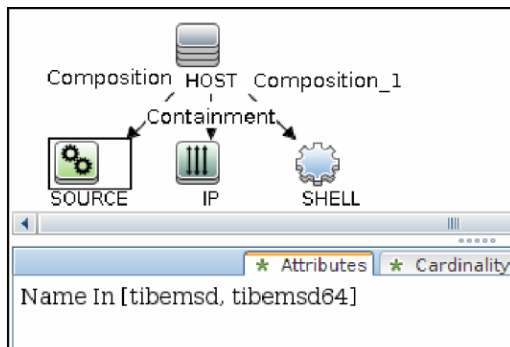 Composition HOST Composition_1
Containment
SOURCE IP SHELL
* Attributes * Cardinality
Name In [tibemsd, tibemsd64]